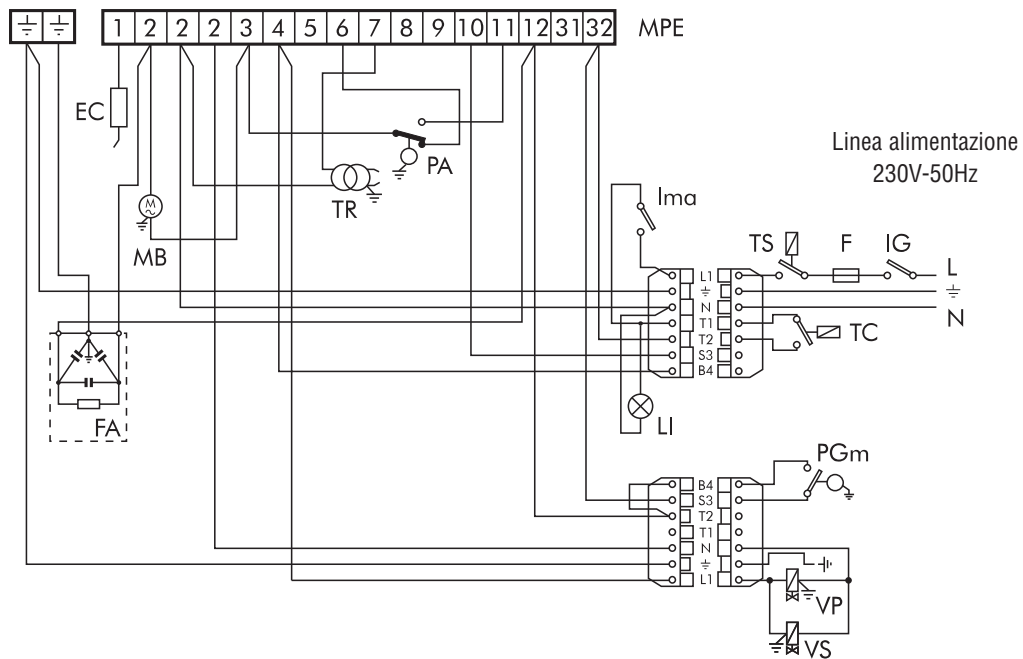 1 2 2 2 3 4 5 6 7 8 9 10 11 12 31 32 MPE
EC
PA
Linea alimentazione
230V-50Hz
TR
MB
Ima
TS F IG
L
N
TC
L1
N
T1
T2
S3
B4
LI
FA
M
PGm
B4
S3
T2
T1
N
L1
VP
VS